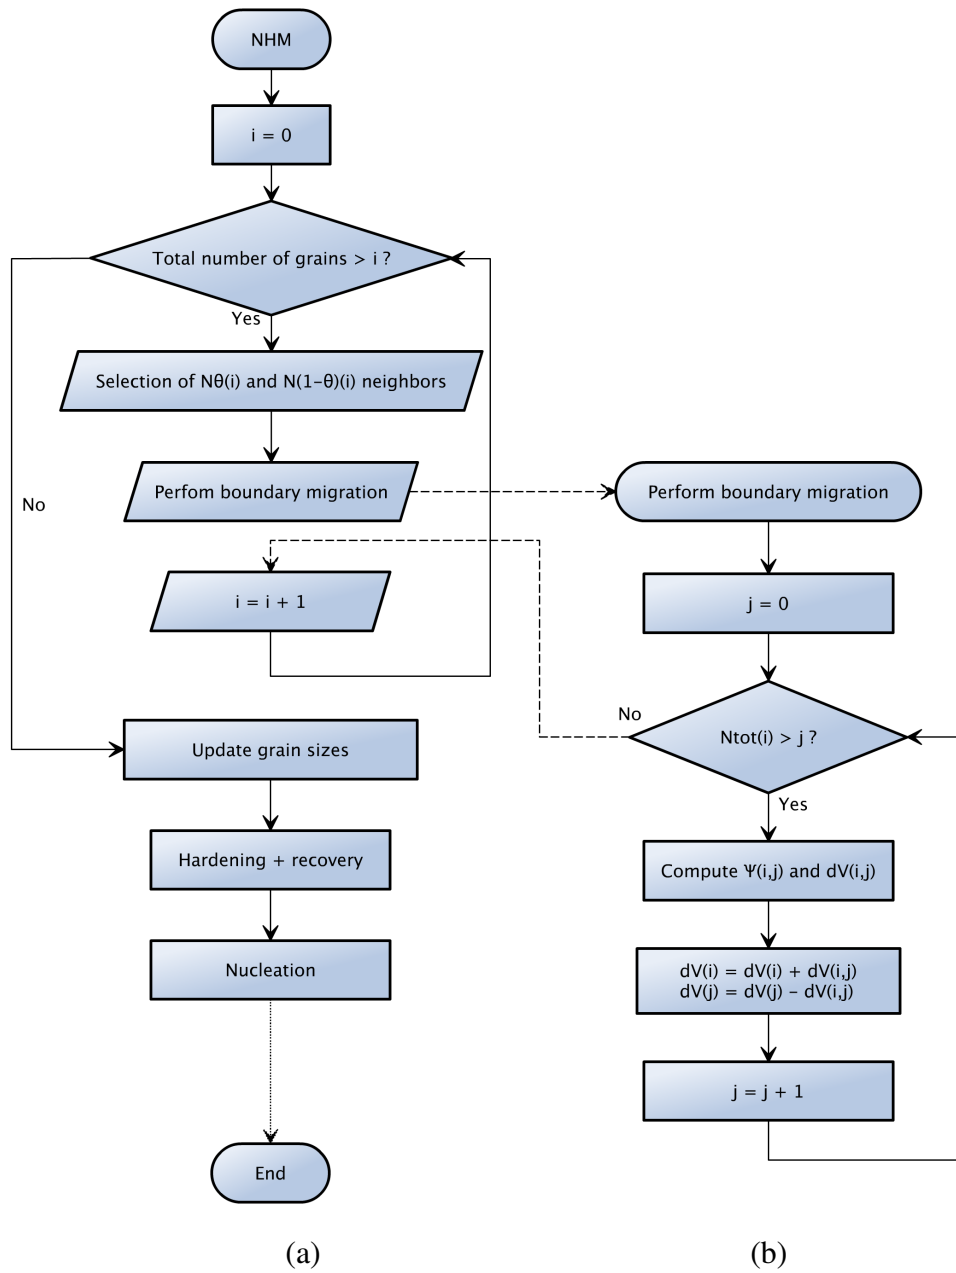 NHM
i = 0
Total number of grains > i ?
Yes
Selection of Nθ(i) and N(1-θ)(i) neighbors
Perfom boundary migration
No
i = i + 1
Update grain sizes
Hardening + recovery
Nucleation
End
(a)
Perform boundary migration
j = 0
No
Ntot(i) > j ?
Yes
Compute Ψ(i,j) and dV(i,j)
dV(i) = dV(i) + dV(i,j)
dV(j) = dV(j) – dV(i,j)
j = j + 1
(b)